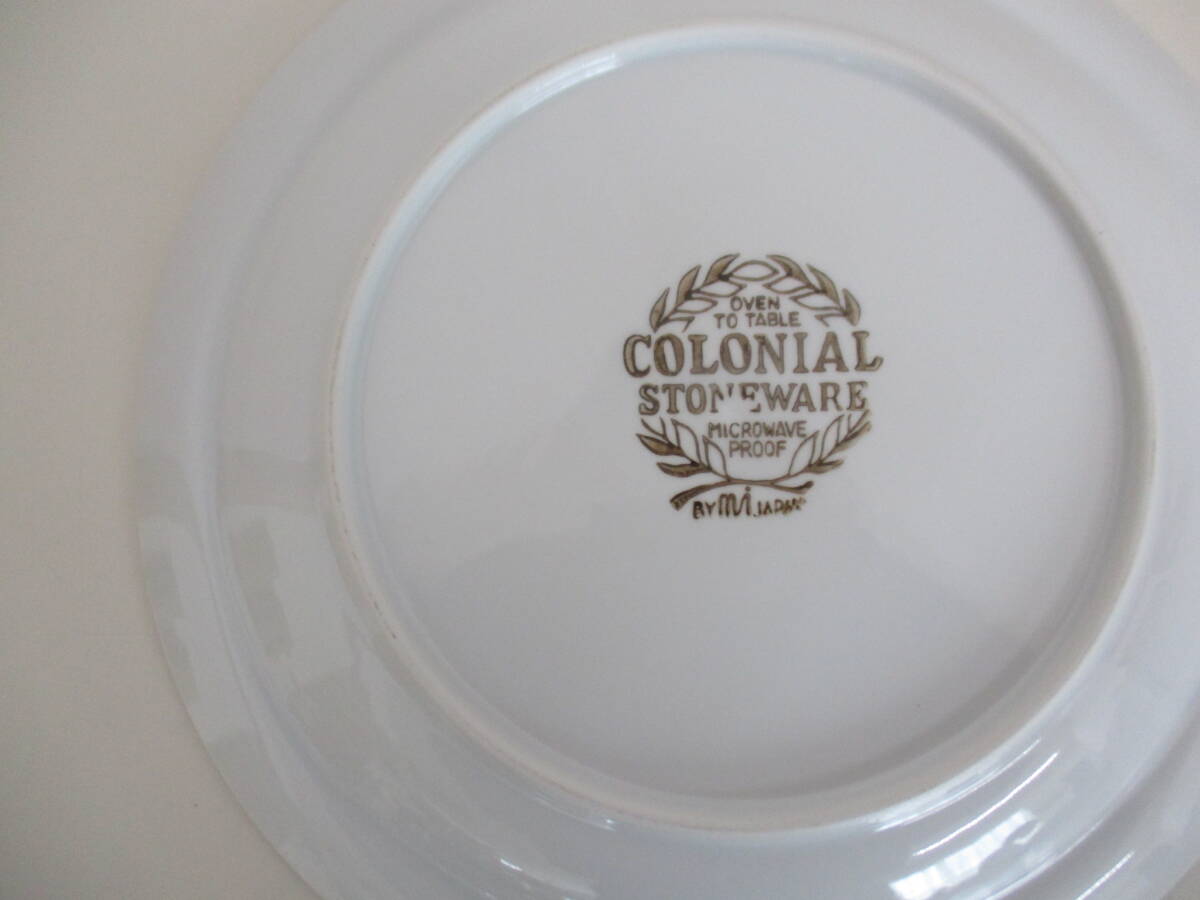 OVEN
TO TABLE
COLONIAL
STONEWARE
MICROWAVE
PROOF
BY mi JAPAN